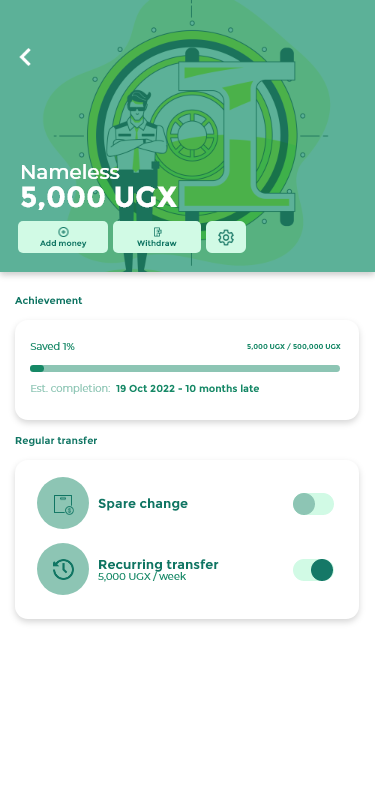 Nameless
5,000 UGX
Add money
Withdraw
Achievement
Saved 1%
5,000 UGX / 500,000 UGX
Est. completion: 19 Oct 2022 - 10 months late
Regular transfer
Spare change
Recurring transfer
5,000 UGX / week